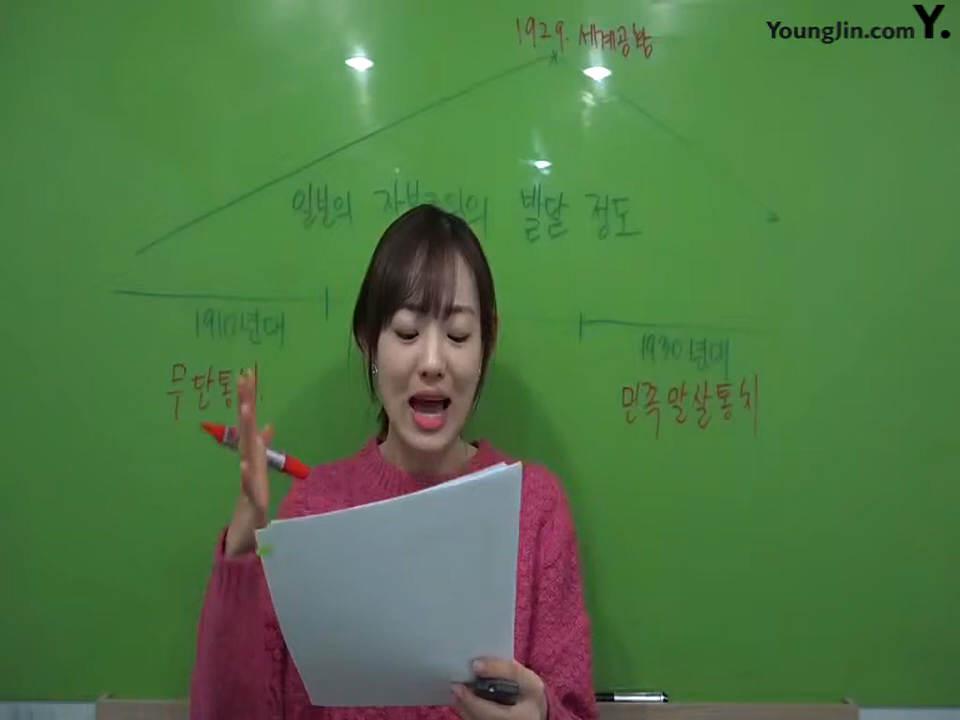 YoungJin.com Y.
1929. 세계공황
일본의 자본주의의 발달 정도
1910년대
1930년대
무단통치.
민족말살통치